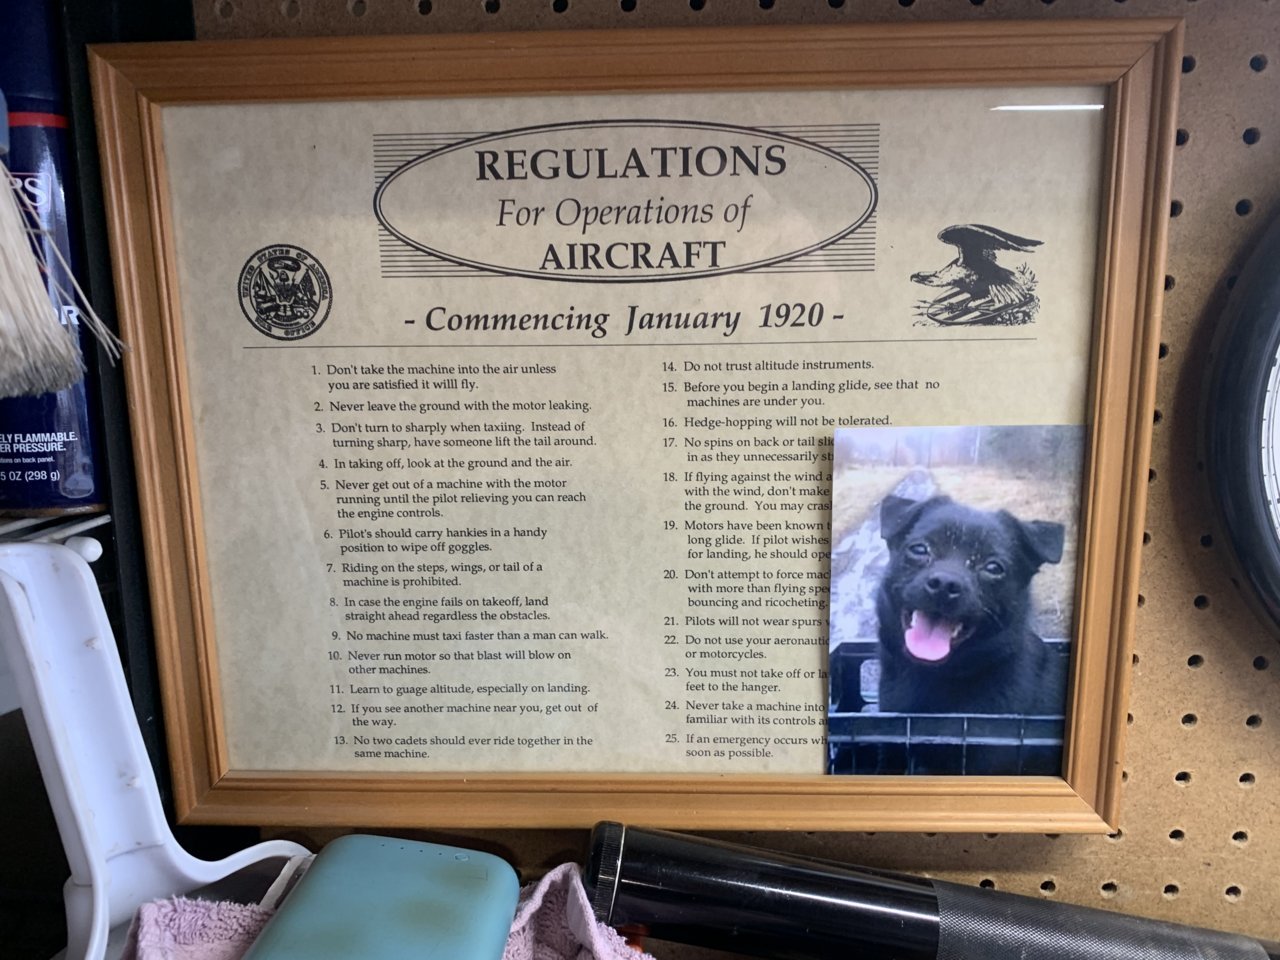 REGULATIONS
For Operations of
AIRCRAFT
- Commencing January 1920 -
UNITED STATES OF AMERICA
WAR OFFICE
1. Don't take the machine into the air unless
you are satisfied it willl fly.
2. Never leave the ground with the motor leaking.
3. Don't turn to sharply when taxiing. Instead of
turning sharp, have someone lift the tail around.
4. In taking off, look at the ground and the air.
5. Never get out of a machine with the motor
running until the pilot relieving you can reach
the engine controls.
6. Pilot's should carry hankies in a handy
position to wipe off goggles.
7. Riding on the steps, wings, or tail of a
machine is prohibited.
8. In case the engine fails on takeoff, land
straight ahead regardless the obstacles.
9. No machine must taxi faster than a man can walk.
10. Never run motor so that blast will blow on
other machines.
11. Learn to guage altitude, especially on landing.
12. If you see another machine near you, get out of
the way.
13. No two cadets should ever ride together in the
same machine.
14. Do not trust altitude instruments.
15. Before you begin a landing glide, see that no
machines are under you.
16. Hedge-hopping will not be tolerated.
17. No spins on back or tail
in as they unnecessarily
18. If flying against the wind
with the wind, don't make
the ground. You may
19. Motors have been known
long glide. If pilot wishes
for landing, he should
20. Don't attempt to force
with more than flying
bouncing and ricocheting.
21. Pilots will not wear spurs
22. Do not use your
or motorcycles.
23. You must not take off or
feet to the hanger.
24. Never take a machine into
familiar with its controls
25. If an emergency occurs
soon as possible.
FLAMMABLE.
PRESSURE.
on back panel.
OZ (298 g)